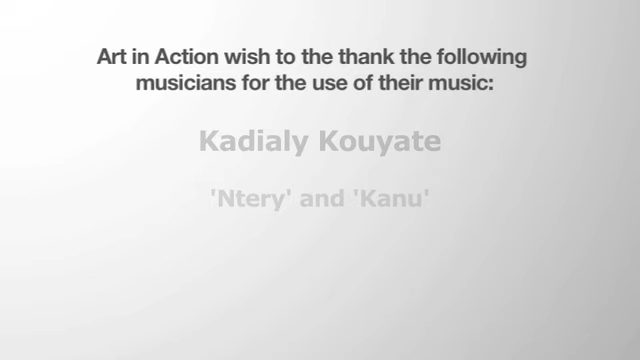 Art in Action wish to the thank the following
musicians for the use of their music:
Kadialy Kouyate
'Ntery' and 'Kanu'